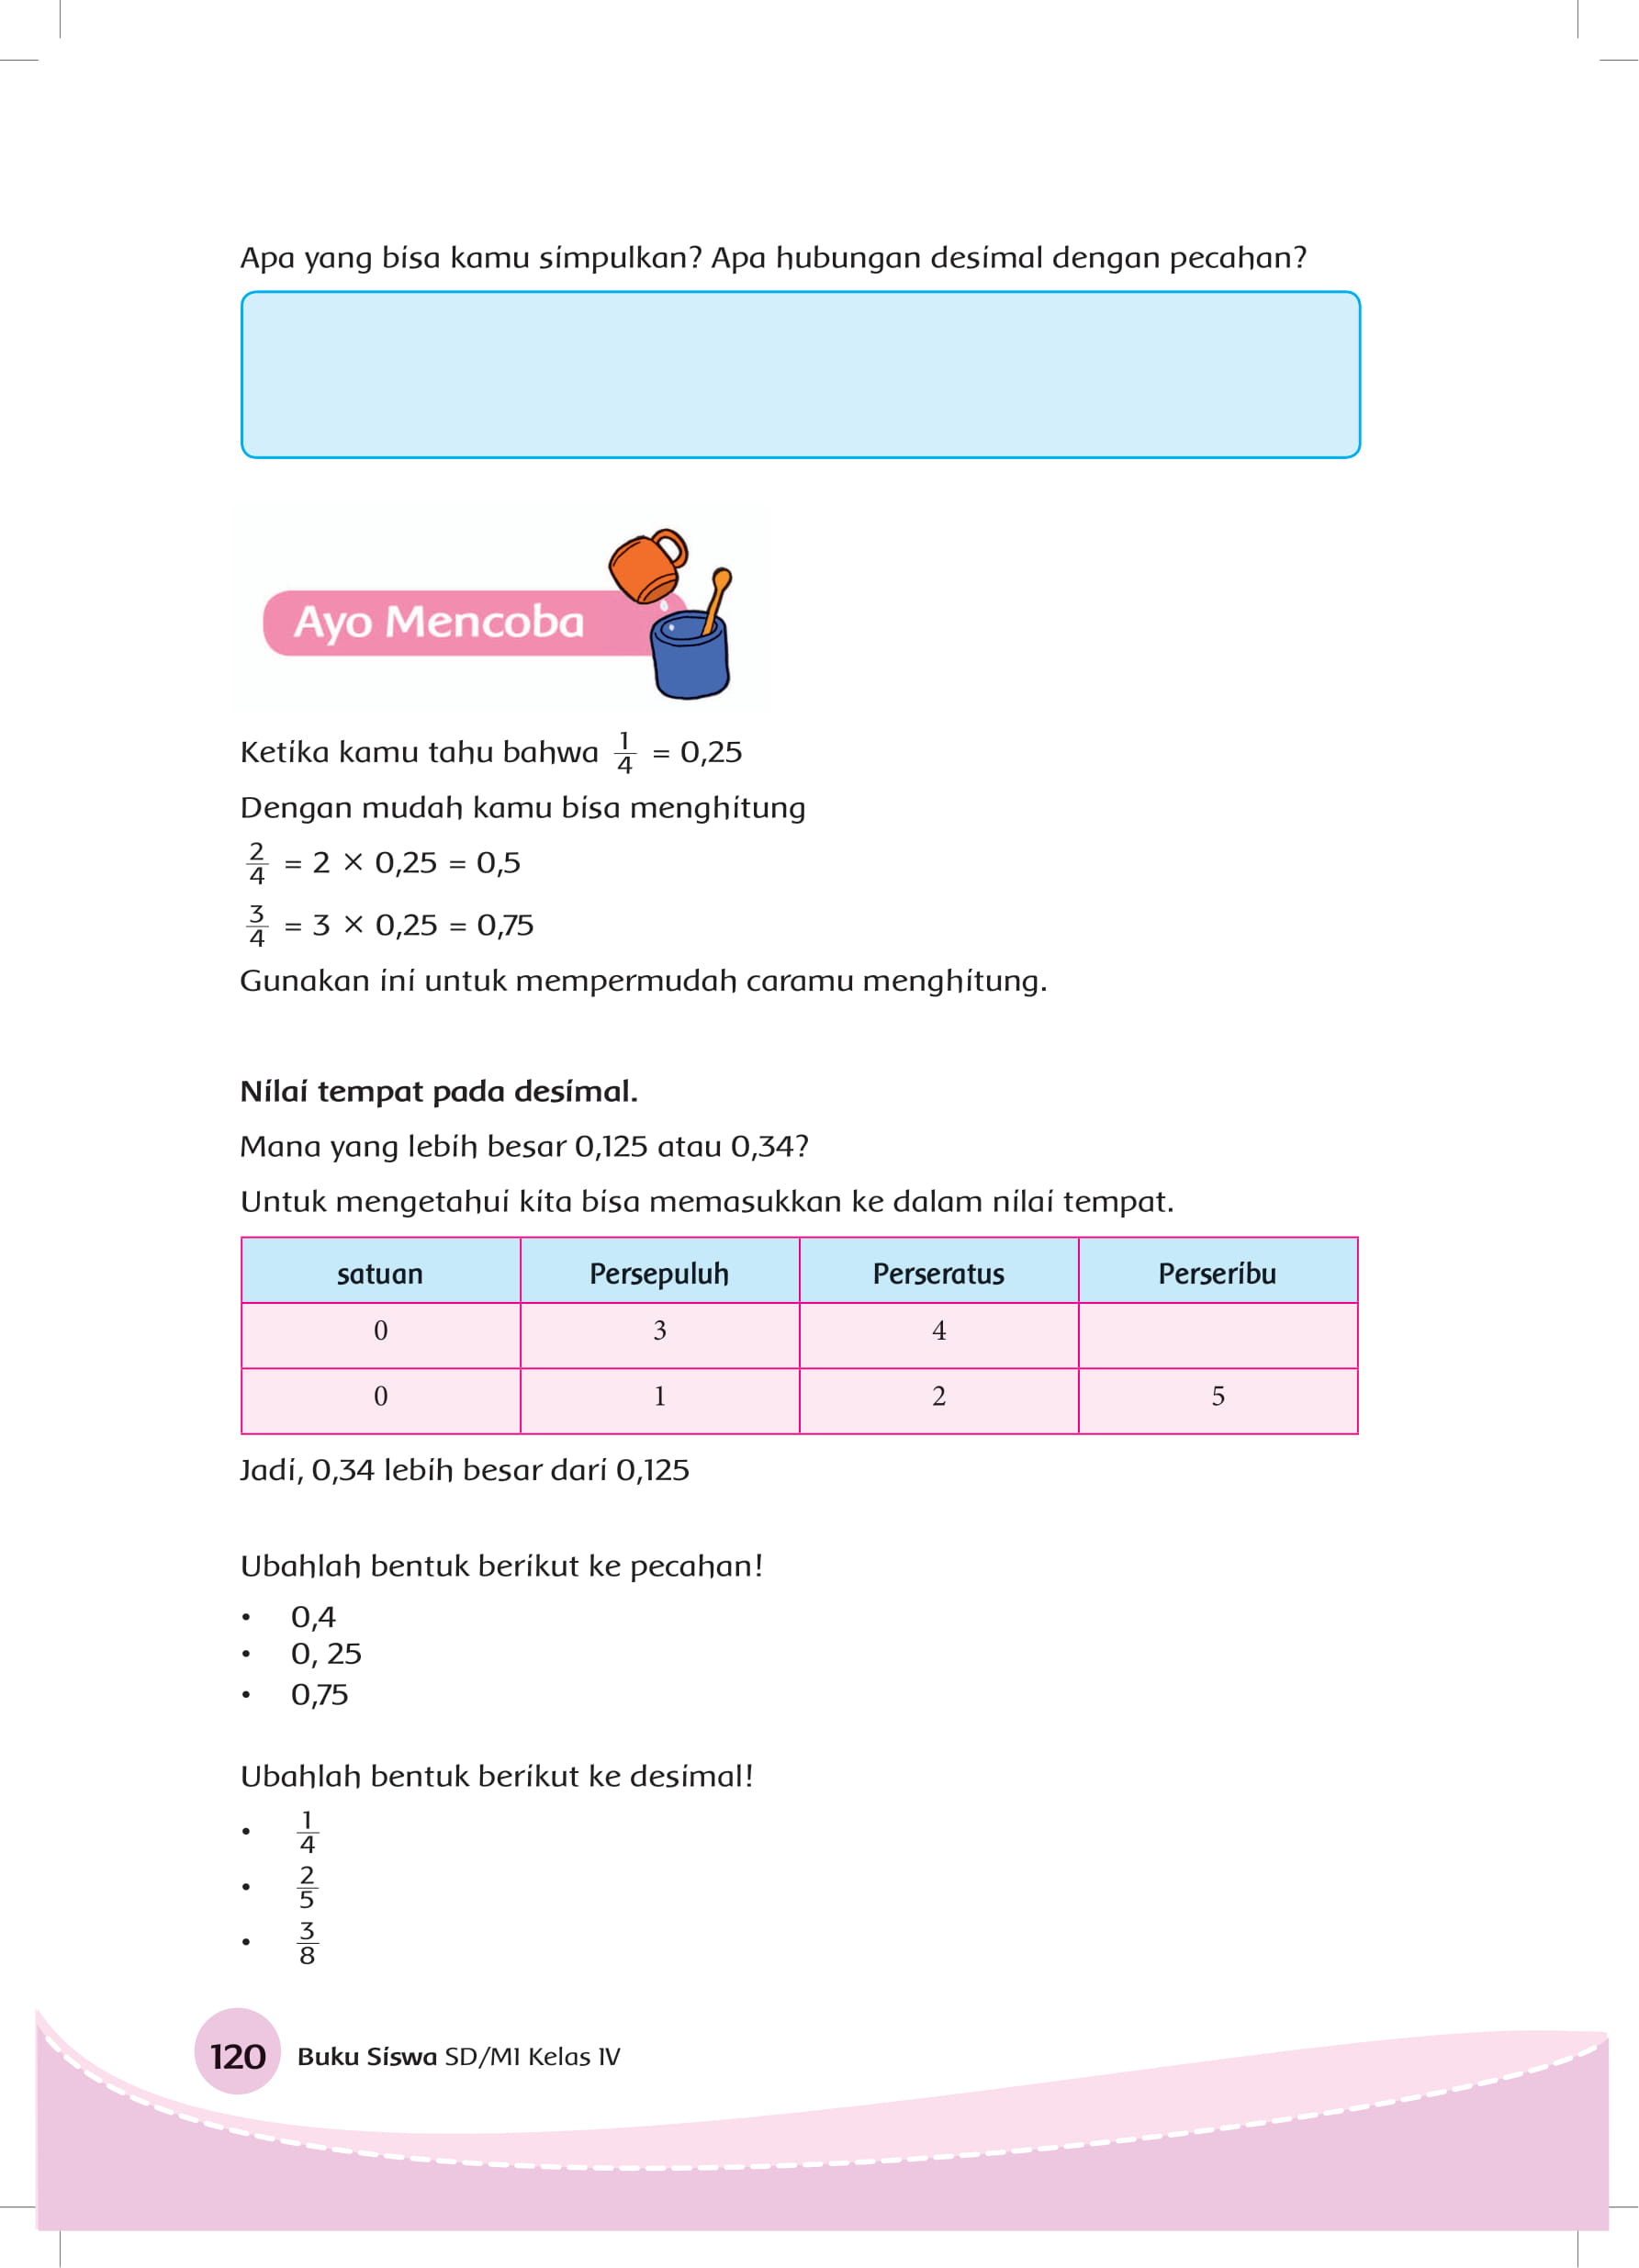 Apa yang bisa kamu simpulkan? Apa hubungan desimal dengan pecahan?
Ayo Mencoba
Ketika kamu tahu bahwa 1/4 = 0,25
Dengan mudah kamu bisa menghitung
2/4 = 2 × 0,25 = 0,5
3/4 = 3 × 0,25 = 0,75
Gunakan ini untuk mempermudah caramu menghitung.
Nilai tempat pada desimal.
Mana yang lebih besar 0,125 atau 0,34?
Untuk mengetahui kita bisa memasukkan ke dalam nilai tempat.
satuan Persepuluh Perseratus Perseribu
0 3 4
0 1 2 5
Jadi, 0,34 lebih besar dari 0,125
Ubahlah bentuk berikut ke pecahan!
• 0,4
• 0, 25
• 0,75
Ubahlah bentuk berikut ke desimal!
• 1/4
• 2/5
• 3/8
120 Buku Siswa SD/MI Kelas IV